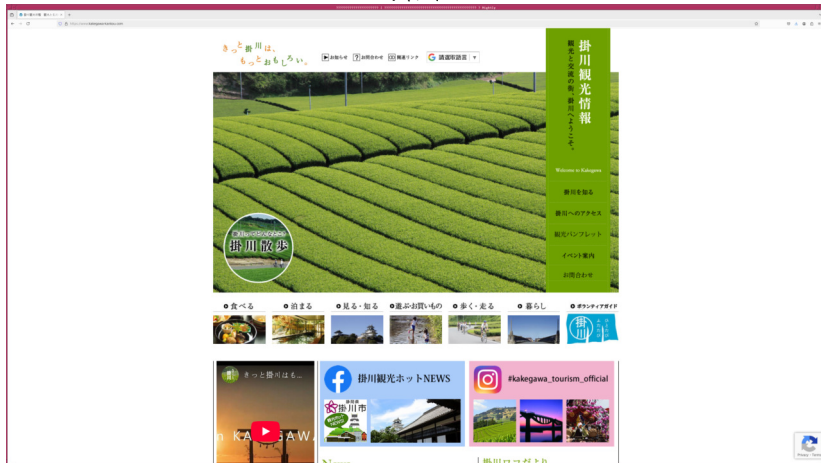 きっと掛川は、
もっとおもしろい。
お知らせ
お問合わせ
関連リンク
請選取語言
掛川観光情報
観光と交流の街、掛川へようこそ。
Welcome to Kakegawa
掛川を知る
掛川へのアクセス
観光パンフレット
イベント案内
お問合わせ
掛川散歩
食べる
泊まる
見る・知る
遊ぶ・お買いもの
歩く・走る
暮らし
ボランティアガイド
掛川
きっと掛川はも...
掛川観光ホットNEWS
掛川市
#kakegawa_tourism_official